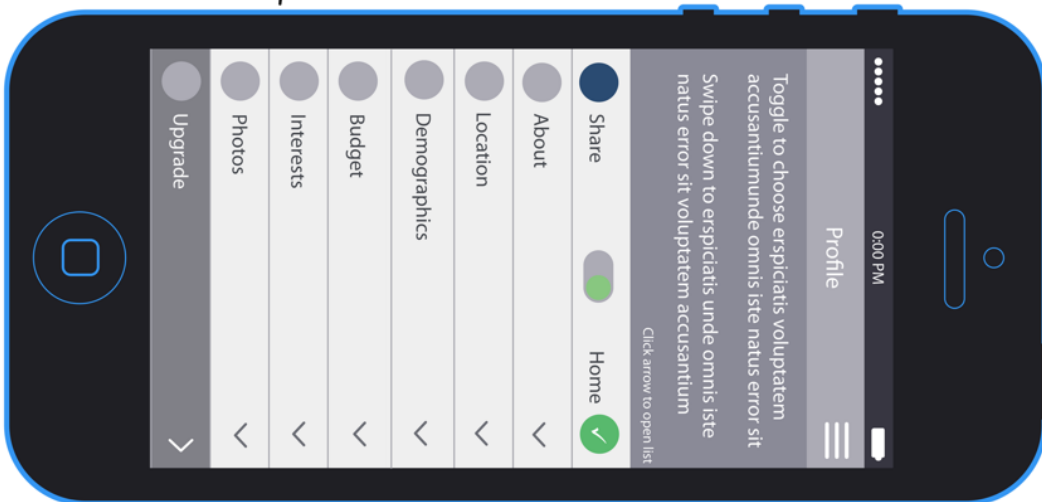 0:00 PM
Profile
Toggle to choose erspiciatis voluptatem
accusantiumunde omnis iste natus error sit
Swipe down to erspiciatis unde omnis iste
natus error sit voluptatem accusantium
Click arrow to open list
Share Home
About
Location
Demographics
Budget
Interests
Photos
Upgrade